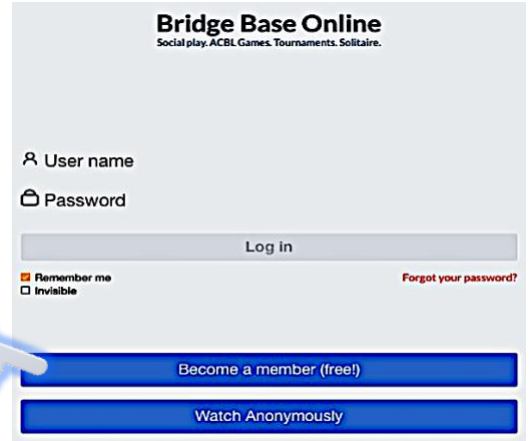 Bridge Base Online
Social play. ACBL Games. Tournaments. Solitaire.
User name
Password
Log in
Remember me
Forgot your password?
Invisible
Become a member (free!)
Watch Anonymously